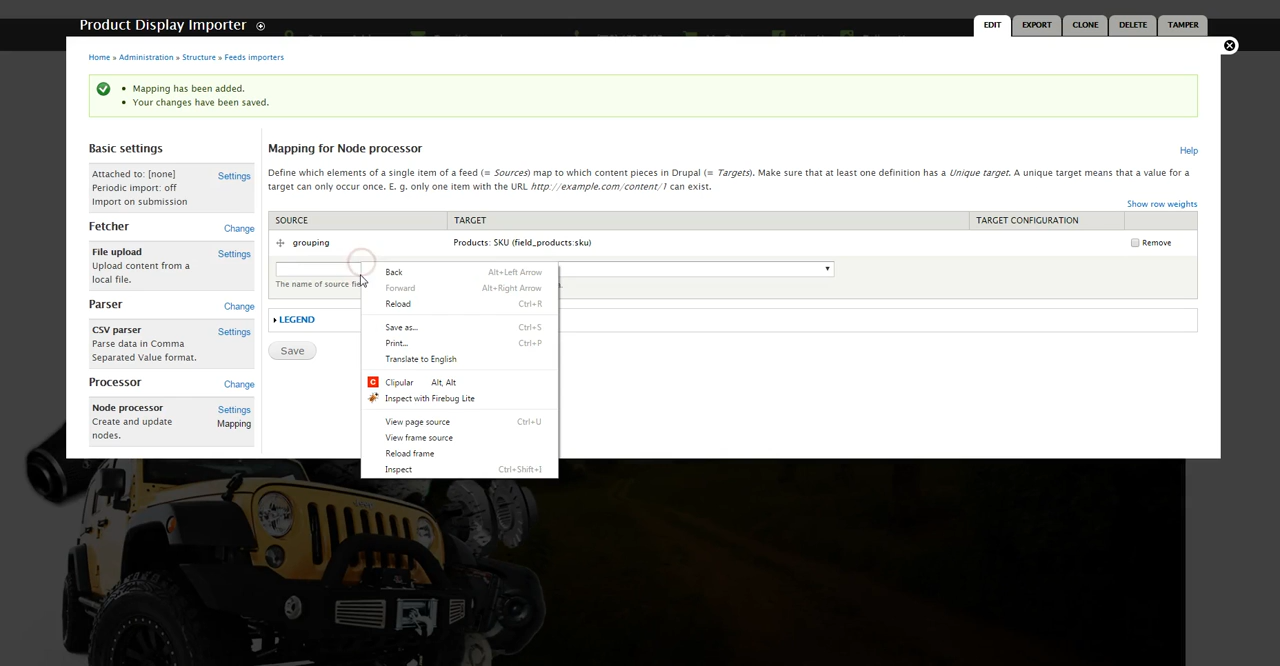 Product Display Importer
EDIT
EXPORT
CLONE
DELETE
TAMPER
Home » Administration » Structure » Feeds importers
Mapping has been added.
Your changes have been saved.
Basic settings
Attached to: [none]
Settings
Periodic import: off
Import on submission
Fetcher
Change
File upload
Settings
Upload content from a
local file.
Parser
Change
CSV parser
Settings
Parse data in Comma
Separated Value format.
Processor
Change
Node processor
Settings
Create and update
Mapping
nodes.
Mapping for Node processor
Help
Define which elements of a single item of a feed (= Sources) map to which content pieces in Drupal (= Targets). Make sure that at least one definition has a Unique target. A unique target means that a value for a
target can only occur once. E. g. only one item with the URL http://example.com/content/1 can exist.
Show row weights
SOURCE
TARGET
TARGET CONFIGURATION
grouping
Products: SKU (field_products:sku)
Remove
The name of source
LEGEND
Save
Back Alt+Left Arrow
Forward Alt+Right Arrow
Reload Ctrl+R
Save as... Ctrl+S
Print... Ctrl+P
Translate to English
C Clipular Alt, Alt
Inspect with Firebug Lite
View page source Ctrl+U
View frame source
Reload frame
Inspect Ctrl+Shift+I